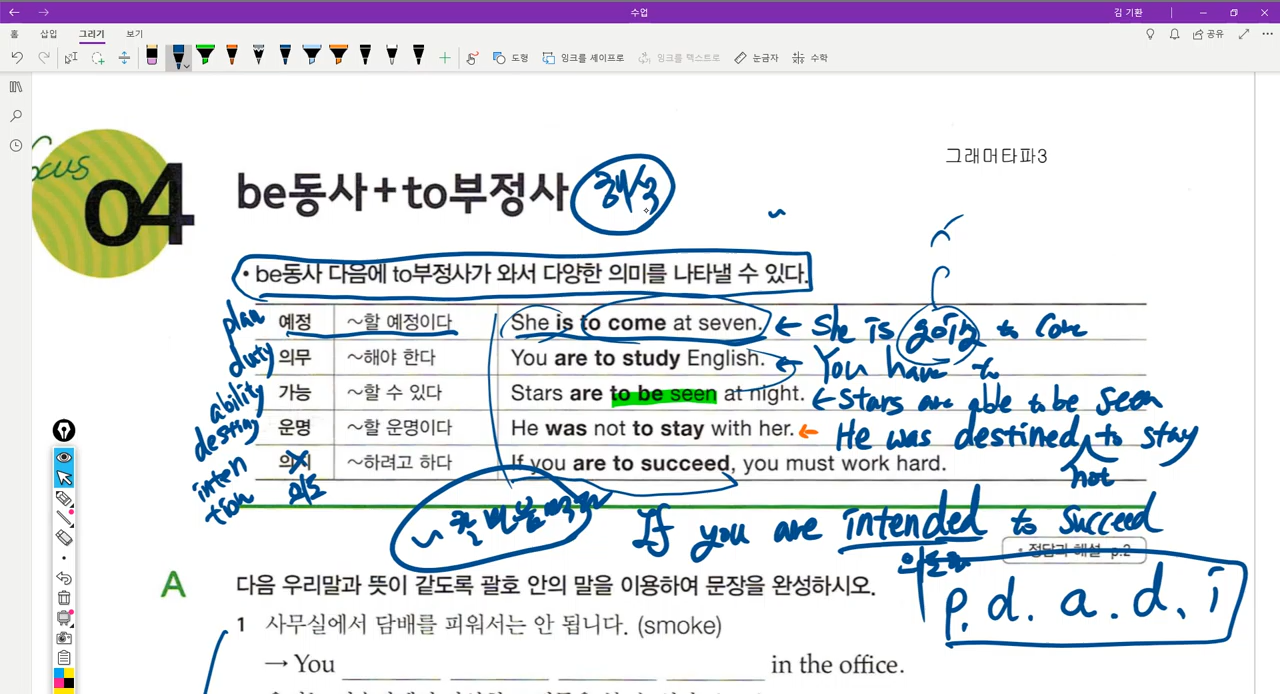 수업
김 기환
홈 삽입 그리기 보기
공유
도형 잉크를 셰이프로 잉크를 텍스트로 눈금자 수학
그래머타파3
focus
04 be동사+to부정사 해석
• be동사 다음에 to부정사가 와서 다양한 의미를 나타낼 수 있다.
plan 예정 ~할 예정이다 She is to come at seven. ← She is going to come
duty 의무 ~해야 한다 You are to study English. ← You have to
ability 가능 ~할 수 있다 Stars are to be seen at night. ← Stars are able to be seen
destiny 운명 ~할 운명이다 He was not to stay with her. ← He was destined to stay
not
intention 의지 ~하려고 하다 If you are to succeed, you must work hard.
의도
If you are intended to succeed
• 정답과 해설 p.2
p. d. a. d. i
A 다음 우리말과 뜻이 같도록 괄호 안의 말을 이용하여 문장을 완성하시오.
1 사무실에서 담배를 피워서는 안 됩니다. (smoke)
→ You ________ ________ ________ ________ in the office.